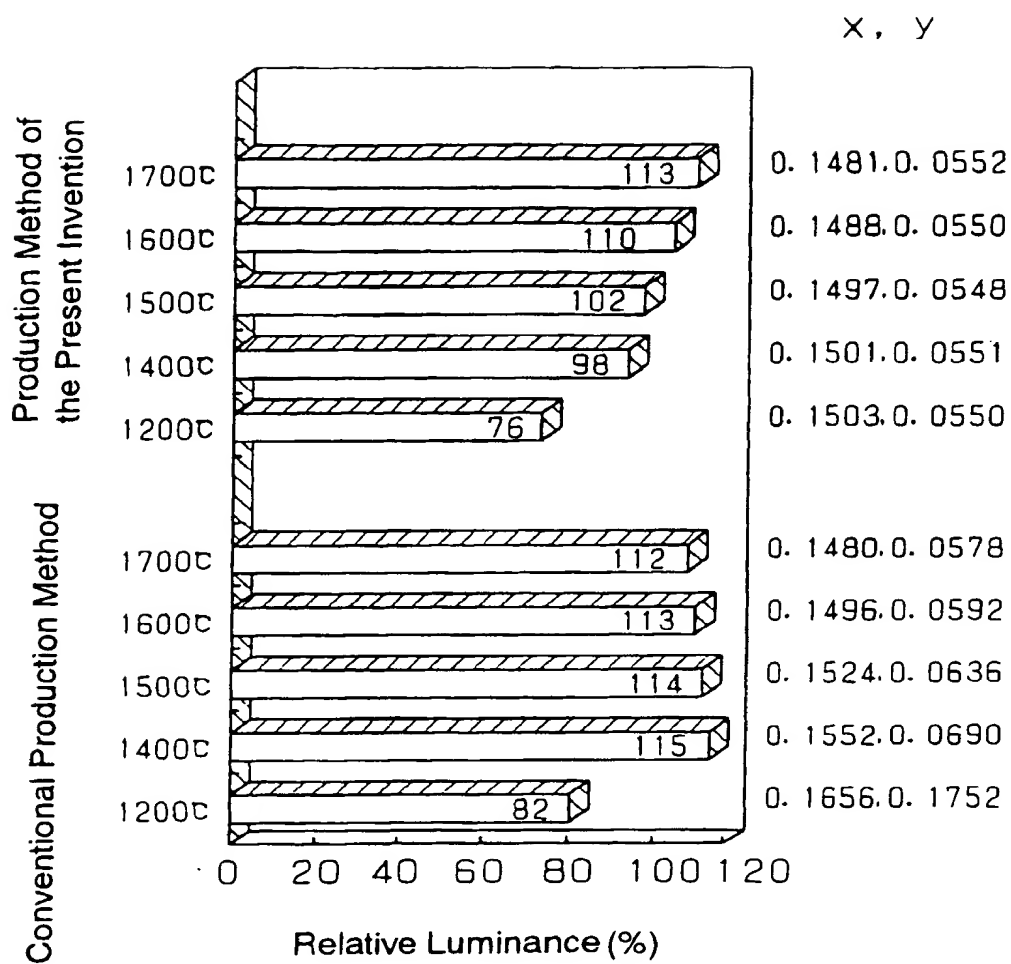 x, y
Production Method of
the Present Invention
1700℃ 113 0. 1481. 0. 0552
1600℃ 110 0. 1488. 0. 0550
1500℃ 102 0. 1497. 0. 0548
1400℃ 98 0. 1501. 0. 0551
1200℃ 76 0. 1503. 0. 0550
Conventional Production Method
1700℃ 112 0. 1480. 0. 0578
1600℃ 113 0. 1496. 0. 0592
1500℃ 114 0. 1524. 0. 0636
1400℃ 115 0. 1552. 0. 0690
1200℃ 82 0. 1656. 0. 1752
0 20 40 60 80 100 120
Relative Luminance (%)